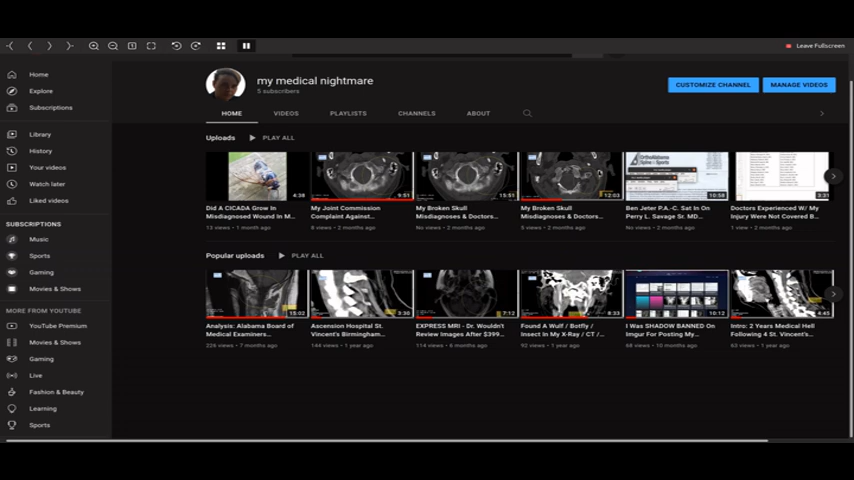 Leave Fullscreen
Home
Explore
Subscriptions
Library
History
Your videos
Watch later
Liked videos
SUBSCRIPTIONS
Music
Sports
Gaming
Movies & Shows
MORE FROM YOUTUBE
YouTube Premium
Movies & Shows
Gaming
Live
Fashion & Beauty
Learning
Sports
my medical nightmare
5 subscribers
CUSTOMIZE CHANNEL
MANAGE VIDEOS
HOME VIDEOS PLAYLISTS CHANNELS ABOUT
Uploads PLAY ALL
4:38
Did A CICADA Grow In
Misdiagnosed Wound In M...
13 views • 1 month ago
9:51
My Joint Commission
Complaint Against...
8 views • 2 months ago
15:51
My Broken Skull
Misdiagnoses & Doctors...
No views • 2 months ago
12:03
My Broken Skull
Misdiagnoses & Doctors...
5 views • 2 months ago
OrthoAlabama
Spine & Sports
10:58
Ben Jeter P.A.-C. Sat In On
Perry L. Savage Sr. MD...
No views • 2 months ago
3:31
Doctors Experienced W/ My
Injury Were Not Covered B...
1 view • 2 months ago
Popular uploads PLAY ALL
15:02
Analysis: Alabama Board of
Medical Examiners...
226 views • 7 months ago
3:30
Ascension Hospital St.
Vincent's Birmingham...
144 views • 1 year ago
7:12
EXPRESS MRI - Dr. Wouldn't
Review Images After $399...
114 views • 6 months ago
8:33
Found A Wulf / Botfly /
Insect In My X-Ray / CT /...
92 views • 1 year ago
10:12
I Was SHADOW BANNED On
Imgur For Posting My...
68 views • 10 months ago
4:45
Intro: 2 Years Medical Hell
Following 4 St. Vincent's...
63 views • 1 year ago